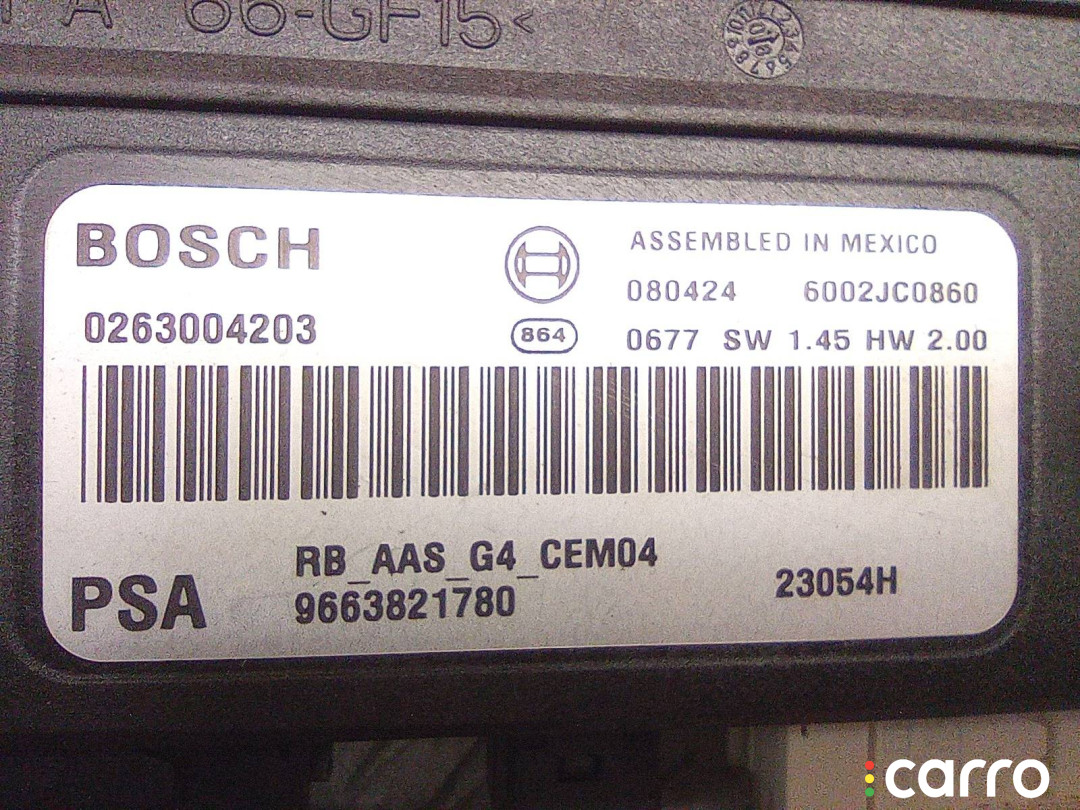 PA 66-GF15<
BOSCH
ASSEMBLED IN MEXICO
080424 6002JC0860
0263004203
864
0677 SW 1.45 HW 2.00
RB_AAS_G4_CEM04
PSA
9663821780
23054H
carro